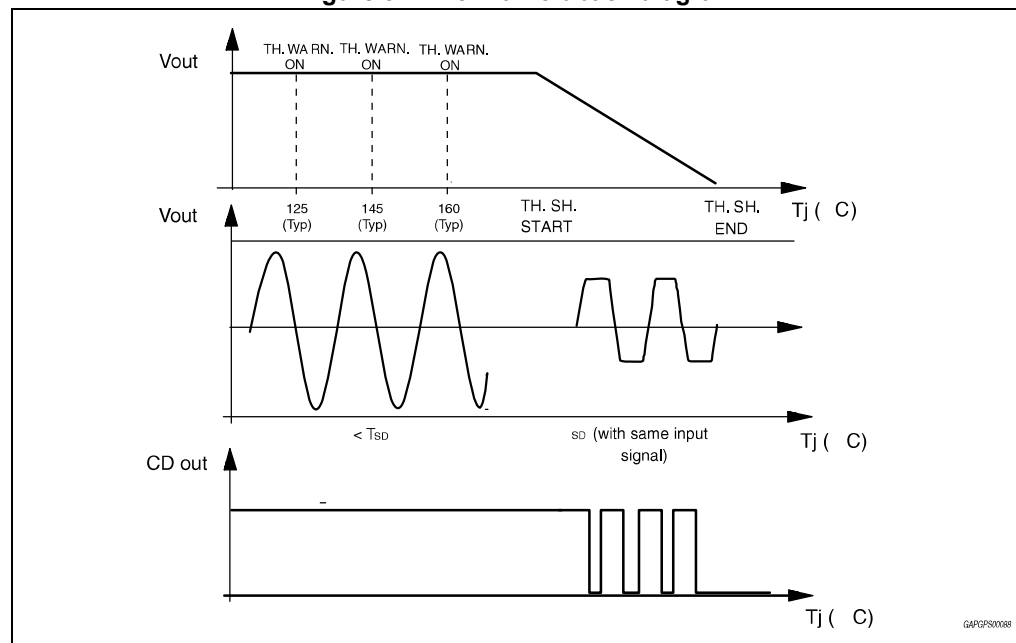 Vout
TH. WARN. TH. WARN. TH. WARN.
ON ON ON
125 145 160
(Typ) (Typ) (Typ)
TH. SH.
START
TH. SH.
END
Tj ( C)
Vout
< TSD
SD (with same input
signal)
Tj ( C)
CD out
Tj ( C)
GAPGPS00088